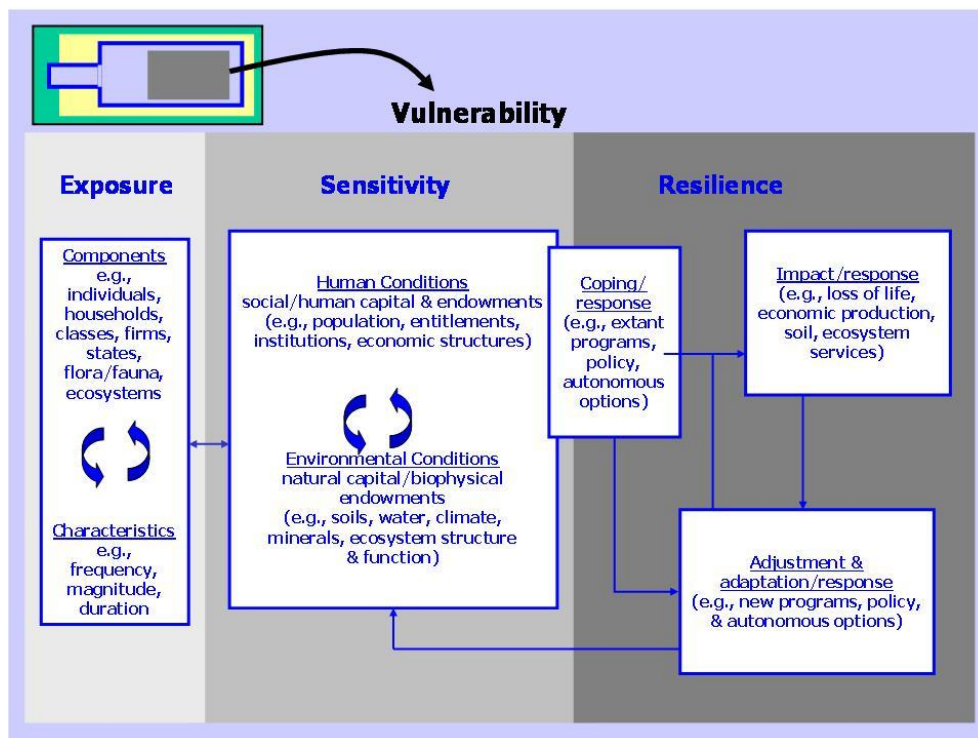 Vulnerability
Exposure
Sensitivity
Resilience
Components
e.g.,
individuals,
households,
classes, firms,
states,
flora/fauna,
ecosystems
Characteristics
e.g.,
frequency,
magnitude,
duration
Human Conditions
social/human capital & endowments
(e.g., population, entitlements,
institutions, economic structures)
Environmental Conditions
natural capital/biophysical
endowments
(e.g., soils, water, climate,
minerals, ecosystem structure
& function)
Coping/
response
(e.g., extant
programs,
policy,
autonomous
options)
Impact/response
(e.g., loss of life,
economic production,
soil, ecosystem
services)
Adjustment &
adaptation/response
(e.g., new programs, policy,
& autonomous options)